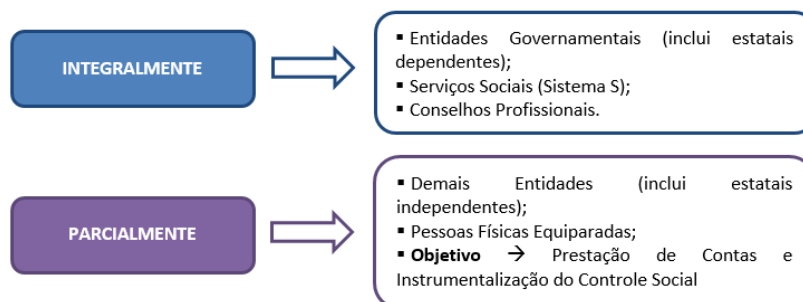 INTEGRALMENTE
▪ Entidades Governamentais (inclui estatais
dependentes);
▪ Serviços Sociais (Sistema S);
▪ Conselhos Profissionais.
PARCIALMENTE
▪ Demais Entidades (inclui estatais
independentes);
▪ Pessoas Físicas Equiparadas;
▪ Objetivo → Prestação de Contas e
Instrumentalização do Controle Social